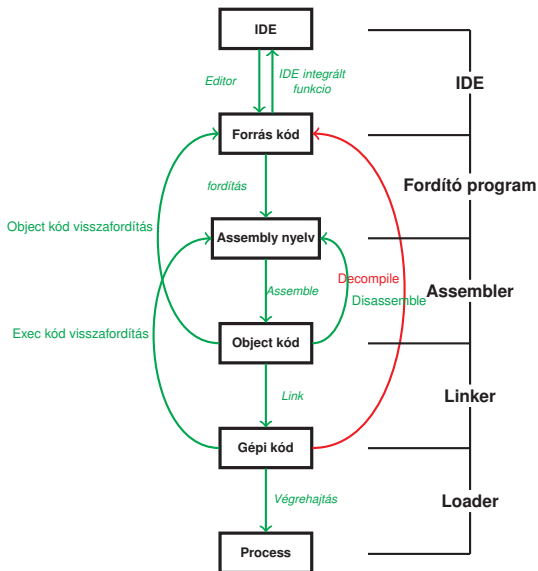 IDE
Editor
IDE integrált
funkcio
IDE
Forrás kód
fordítás
Fordító program
Object kód visszafordítás
Assembly nyelv
Decompile
Assemble
Disassemble
Assembler
Exec kód visszafordítás
Object kód
Link
Linker
Gépi kód
Végrehajtás
Loader
Process